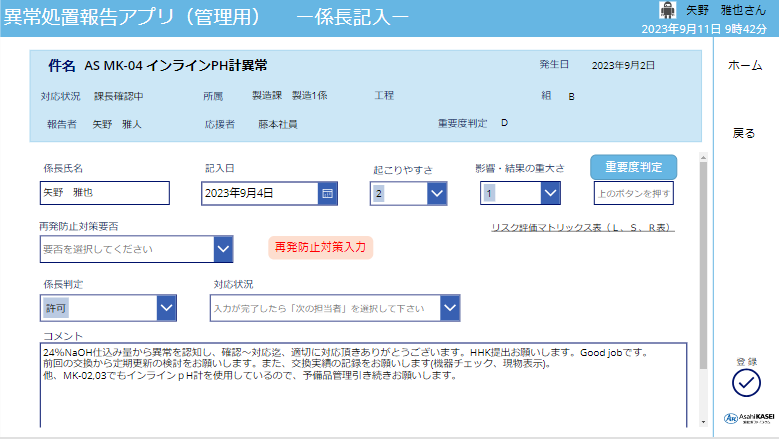 異常処置報告アプリ（管理用）　－係長記入－
矢野　雅也さん
2023年9月11日 9時42分
件名 AS MK-04 インラインPH計異常
発生日 2023年9月2日
対応状況 課長確認中 所属 製造課　製造1係 工程 組 B
報告者 矢野　雅人 応援者 藤本社員 重要度判定 D
ホーム
戻る
係長氏名 記入日 起こりやすさ 影響・結果の重大さ 重要度判定
矢野　雅也 2023年9月4日 2 1 上のボタンを押す
再発防止対策要否 リスク評価マトリックス表（L、S、R表）
要否を選択してください 再発防止対策入力
係長判定 対応状況
許可 入力が完了したら「次の担当者」を選択して下さい
コメント
24%NaOH仕込み量から異常を認知し、確認～対応迄、適切に対応頂きありがとうございます。HHK提出お願いします。Good jobです。
前回の交換から定期更新の検討をお願いします。また、交換実績の記録をお願いします(機器チェック、現物表示)。
他、MK-02,03でもインラインｐH計を使用しているので、予備品管理引き続きお願いします。
登録
AsahiKASEI